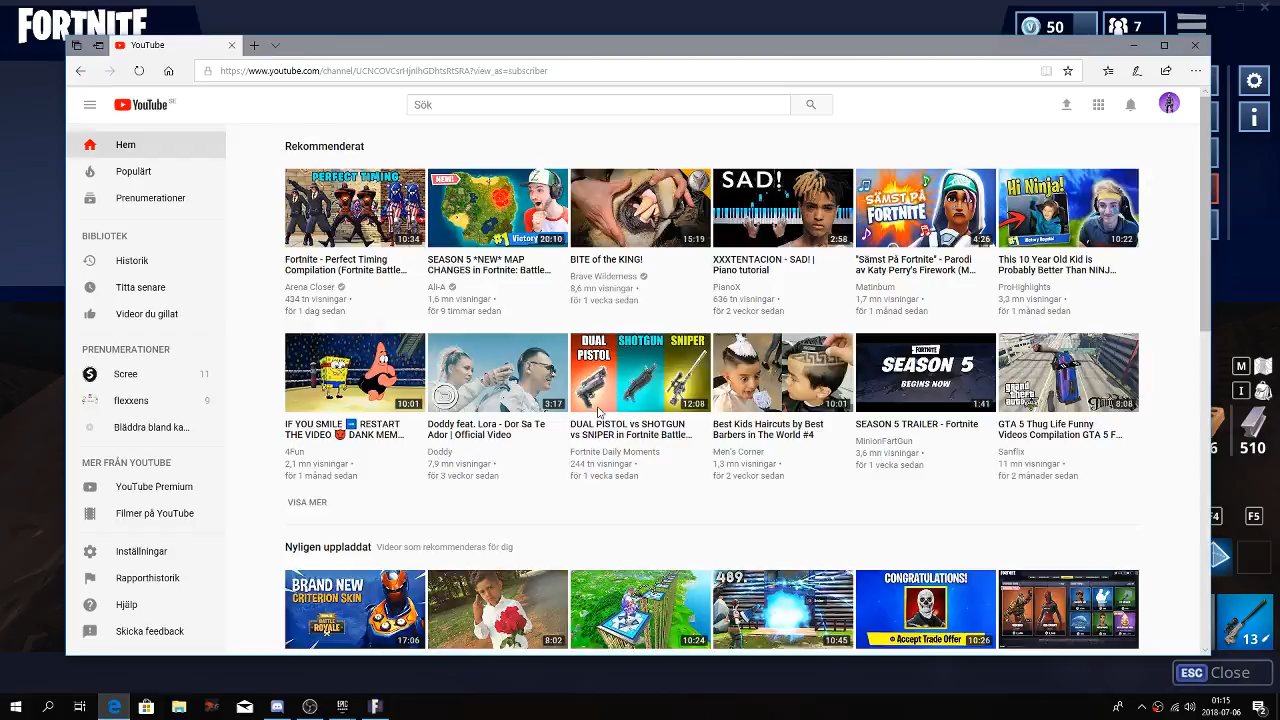 FORTNITE
50
7
YouTube
https://www.youtube.com/channel/UCNCOVCsrHjnlhGDhtsRtSRA?view_as=subscriber
YouTube SE
Sök
Hem
Populärt
Prenumerationer
BIBLIOTEK
Historik
Titta senare
Videor du gillat
PRENUMERATIONER
Scree 11
flexxens 9
Bläddra bland ka...
MER FRÅN YOUTUBE
YouTube Premium
Filmer på YouTube
Inställningar
Rapporthistorik
Hjälp
Skicka feedback
Rekommenderat
PERFECT TIMING
10:34
Fortnite - Perfect Timing
Compilation (Fortnite Battle...
Arena Closer
434 tn visningar •
för 1 dag sedan
NEW!
#1 Victory
20:10
SEASON 5 *NEW* MAP
CHANGES in Fortnite: Battle...
Ali-A
1,6 mn visningar •
för 9 timmar sedan
15:19
BITE of the KING!
Brave Wilderness
8,6 mn visningar •
för 1 vecka sedan
SAD!
2:58
XXXTENTACION - SAD! |
Piano tutorial
PianoX
636 tn visningar •
för 2 veckor sedan
SÄMST PÅ
FORTNITE
4:26
"Sämst På Fortnite" - Parodi
av Katy Perry's Firework (M...
Matinbum
1,7 mn visningar •
för 1 månad sedan
Hi Ninja!
#1 Victory Royale!
10:22
This 10 Year Old Kid is
Probably Better Than NINJ...
ProHighlights
3,3 mn visningar •
för 1 månad sedan
10:01
IF YOU SMILE ➡ RESTART
THE VIDEO 👹 DANK MEM...
4Fun
2,1 mn visningar •
för 1 månad sedan
3:17
Doddy feat. Lora - Dor Sa Te
Ador | Official Video
Doddy
7,9 mn visningar •
för 3 veckor sedan
DUAL PISTOL
SHOTGUN
SNIPER
12:08
DUAL PISTOL vs SHOTGUN
vs SNIPER in Fortnite Battle...
Fortnite Daily Moments
244 tn visningar •
för 1 vecka sedan
10:01
Best Kids Haircuts by Best
Barbers in The World #4
Men's Corner
1,3 mn visningar •
för 2 veckor sedan
FORTNITE
SEASON 5
BEGINS NOW
1:41
SEASON 5 TRAILER - Fortnite
MinionFartGun
3,6 mn visningar •
för 1 vecka sedan
8:08
GTA 5 Thug Life Funny
Videos Compilation GTA 5 F...
Sanflix
11 mn visningar •
för 2 månader sedan
VISA MER
Nyligen uppladdat Videor som rekommenderas för dig
BRAND NEW
CRITERION SKIN
BATTLE ROYALE
17:06
8:02
10:24
489
10:45
CONGRATULATIONS!
Accept Trade Offer
10:26
M
I
6
510
F4
F5
13
ESC Close
01:15
2018-07-06
2